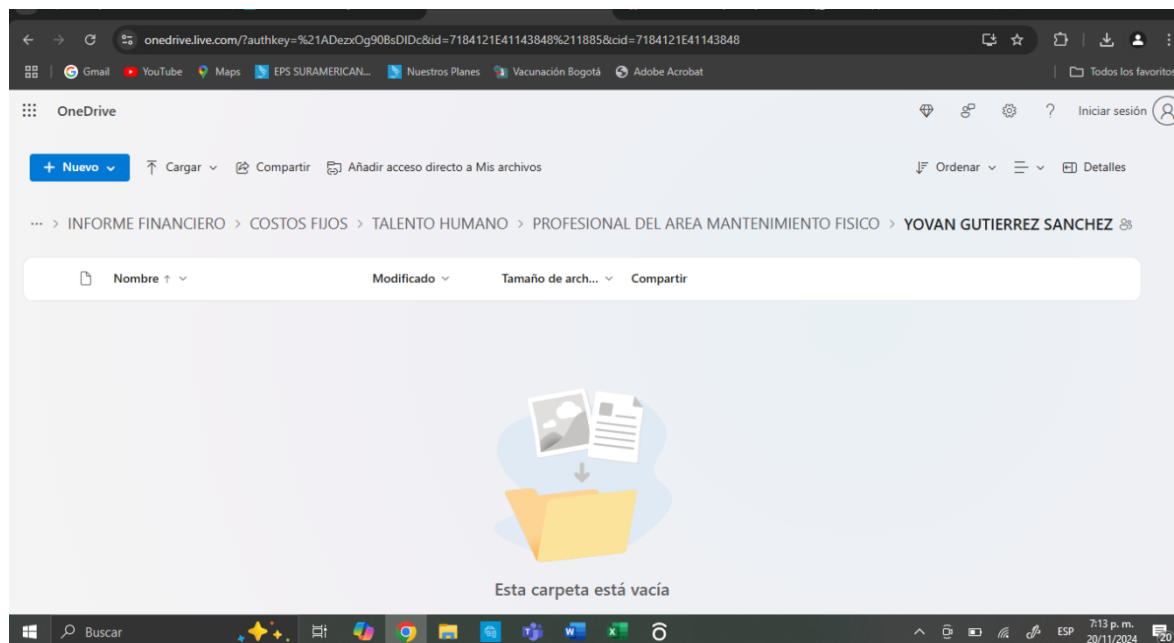 onedrive.live.com/?authkey=%21ADezxOg90BsDIDc&id=7184121E41143848%211885&cid=7184121E41143848
Gmail YouTube Maps EPS SURAMERICAN... Nuestros Planes Vacunación Bogotá Adobe Acrobat Todos los favoritos
OneDrive Iniciar sesión
+ Nuevo Cargar Compartir Añadir acceso directo a Mis archivos Ordenar Detalles
... > INFORME FINANCIERO > COSTOS FIJOS > TALENTO HUMANO > PROFESIONAL DEL AREA MANTENIMIENTO FISICO > YOVAN GUTIERREZ SANCHEZ
Nombre ↑ Modificado Tamaño de arch... Compartir
Esta carpeta está vacía
Buscar ESP 7:13 p. m.
20/11/2024 20